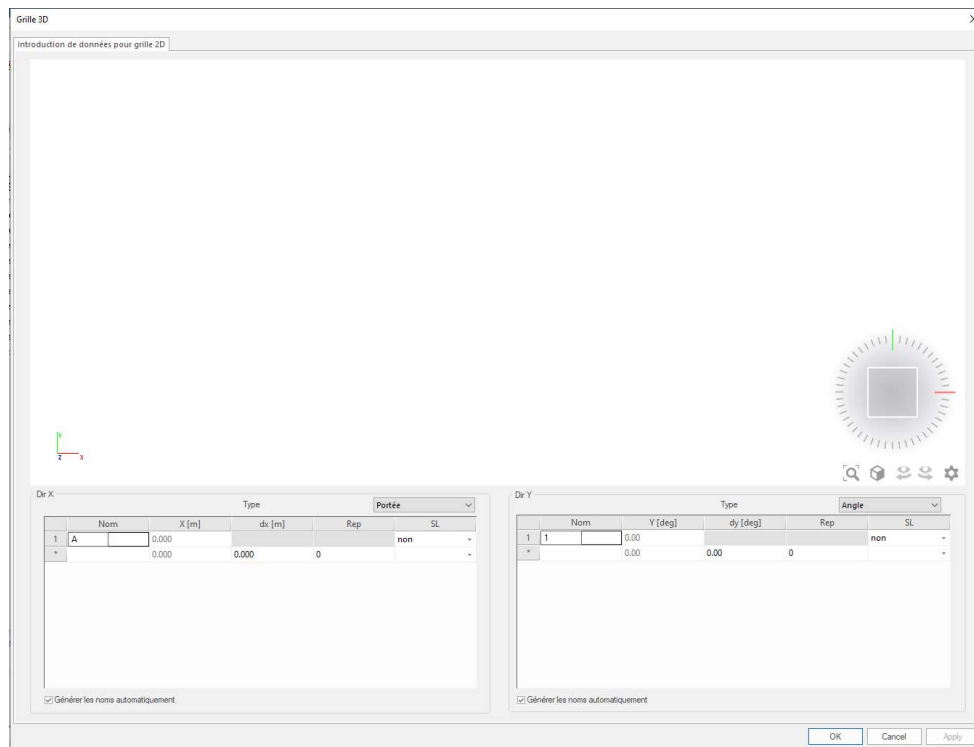 Grille 3D
Introduction de données pour grille 2D
Y
Z X
Dir X
Type Portée
Nom X [m] dx [m] Rep SL
1 A 0.000 non
* 0.000 0.000 0
Générer les noms automatiquement
Dir Y
Type Angle
Nom Y [deg] dy [deg] Rep SL
1 1 0.00 non
* 0.00 0.00 0
Générer les noms automatiquement
OK Cancel Apply